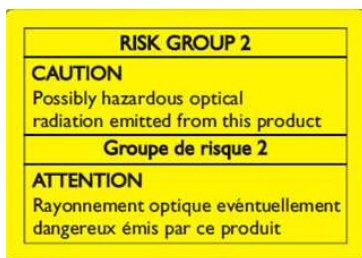 RISK GROUP 2
CAUTION
Possibly hazardous optical
radiation emitted from this product
Groupe de risque 2
ATTENTION
Rayonnement optique evéntuellement
dangereux émis par ce produit